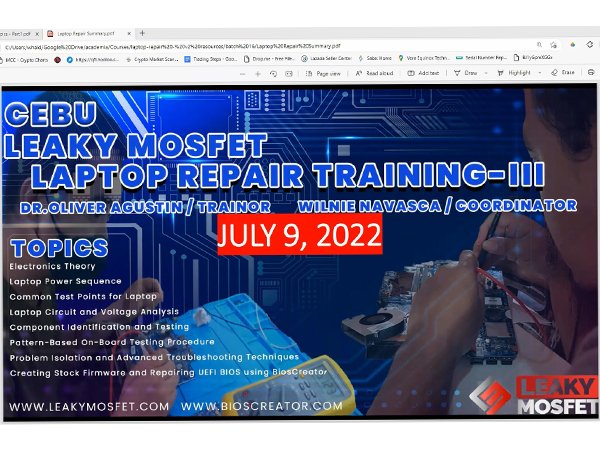 Laptop Repair Summary.pdf
Page view
Read aloud
Add text
Draw
Highlight
Erase
CEBU
LEAKY MOSFET
LAPTOP REPAIR TRAINING-III
DR.OLIVER AGUSTIN / TRAINOR WILNIE NAVASCA / COORDINATOR
JULY 9, 2022
TOPICS
Electronics Theory
Laptop Power Sequence
Common Test Points for Laptop
Laptop Circuit and Voltage Analysis
Component Identification and Testing
Pattern-Based On-Board Testing Procedure
Problem Isolation and Advanced Troubleshooting Techniques
Creating Stock Firmware and Repairing UEFI BIOS using BiosCreator
WWW.LEAKYMOSFET.COM WWW.BIOSCREATOR.COM
LEAKY
MOSFET